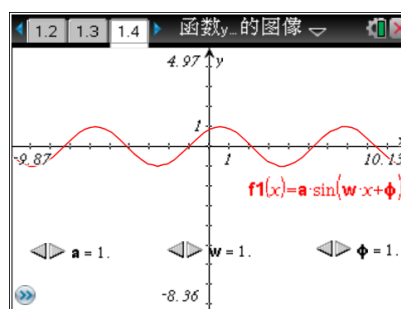 1.2 1.3 1.4 函数y…的图像
4.97 y
1
x
-9.87 1 10.13
f1(x)=a·sin(w·x+ϕ)
a = 1. w = 1. ϕ = 1.
-8.36